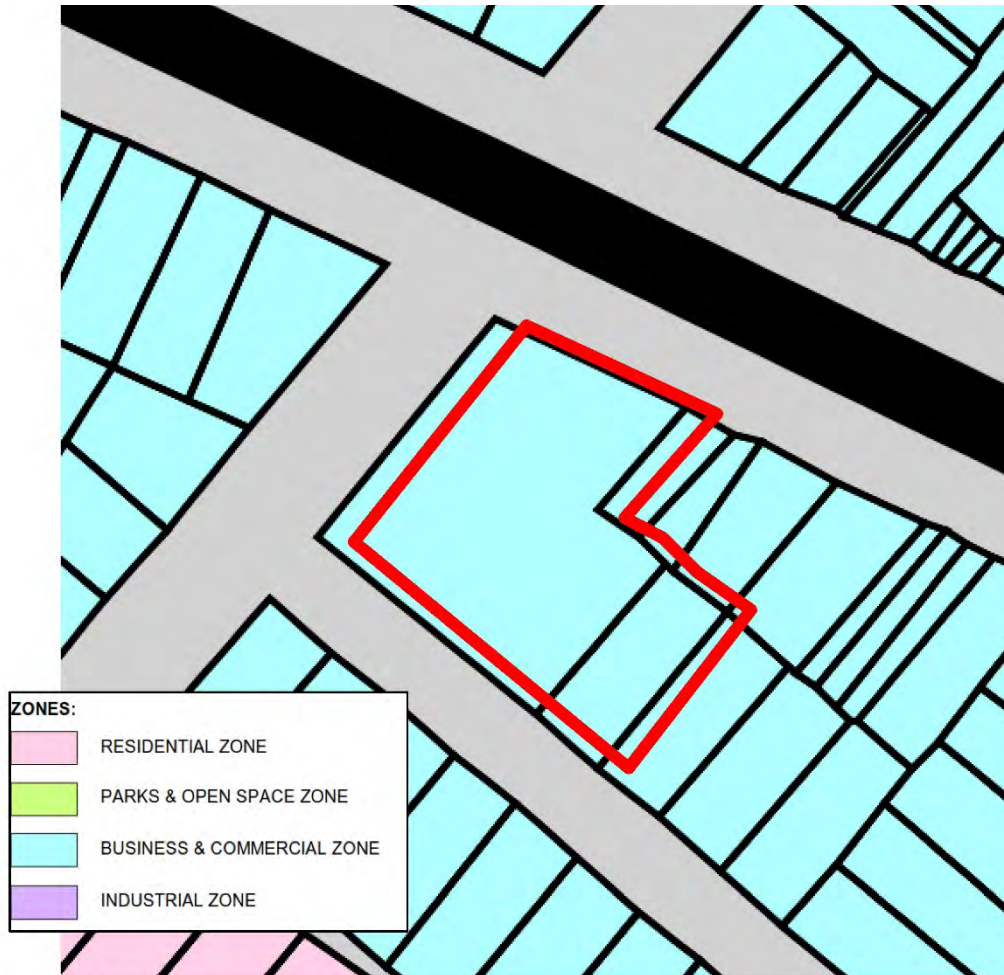 ZONES:
RESIDENTIAL ZONE
PARKS & OPEN SPACE ZONE
BUSINESS & COMMERCIAL ZONE
INDUSTRIAL ZONE